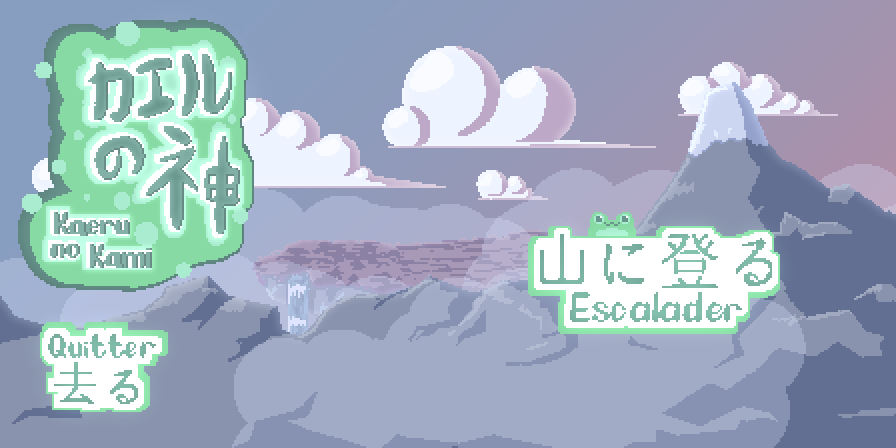 カエル
の神
Kaeru
no Kami
山に登る
Escalader
Quitter
去る